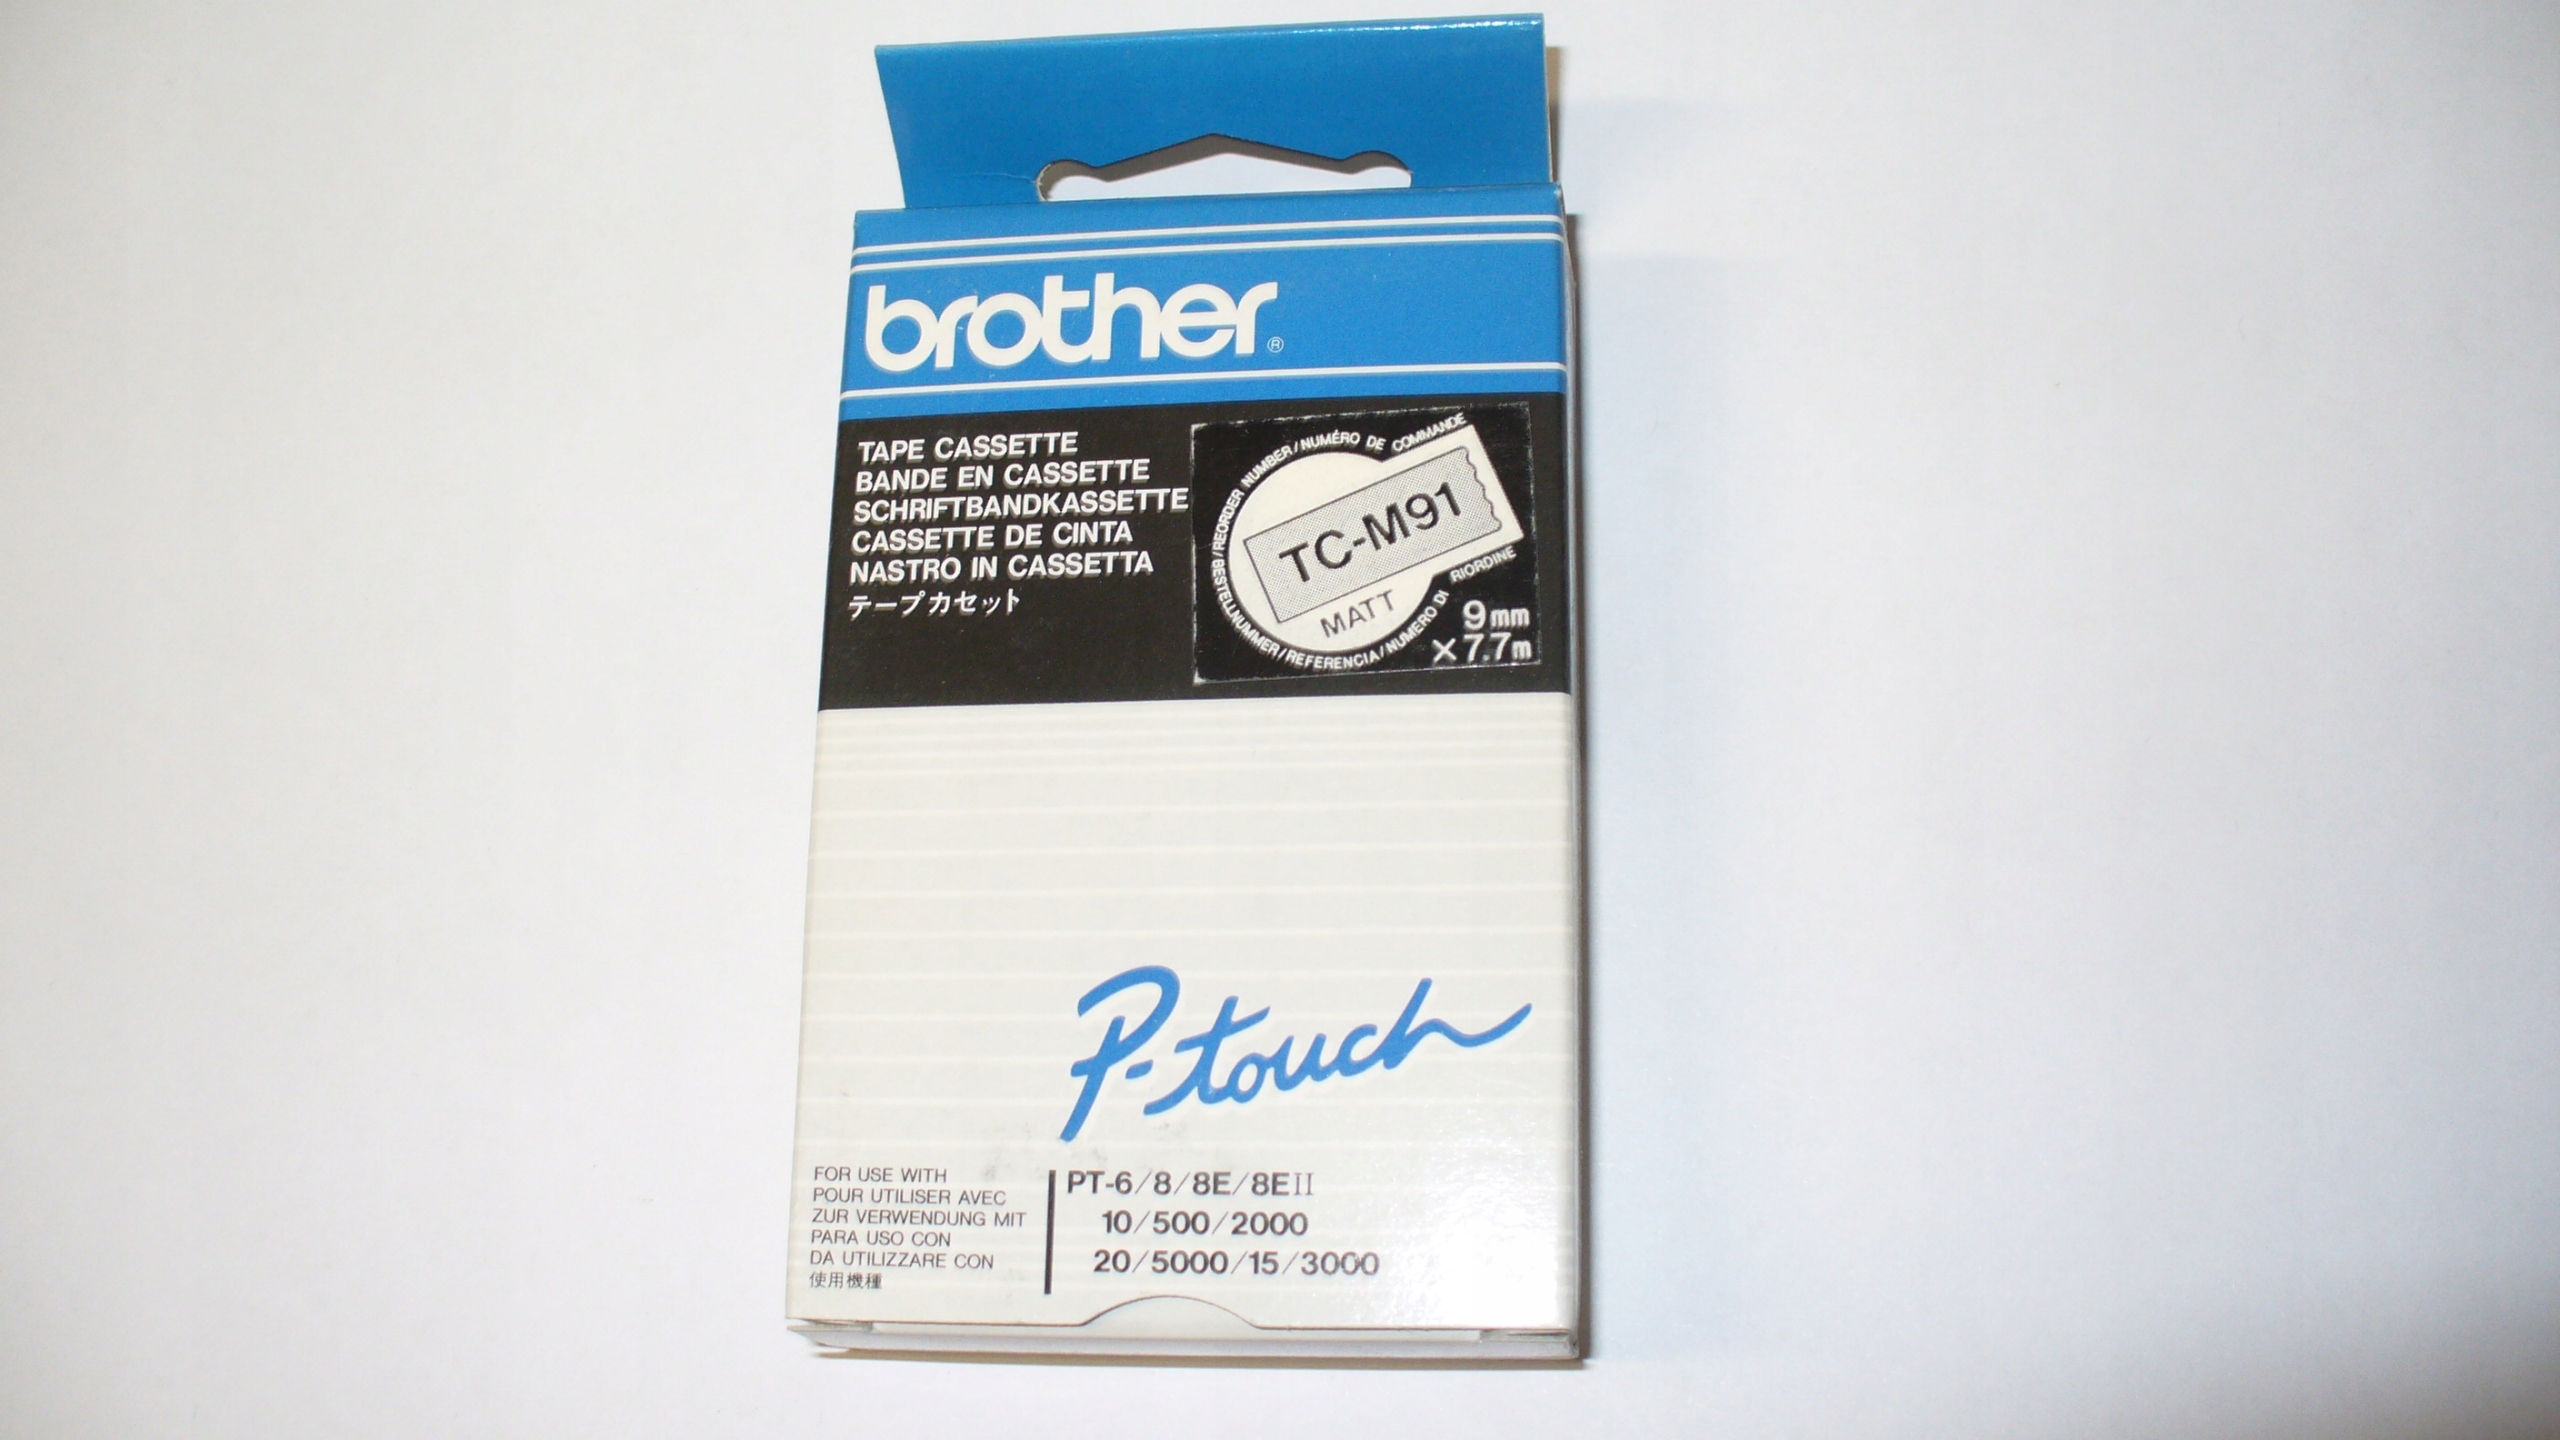 brother®
TAPE CASSETTE
BANDE EN CASSETTE
SCHRIFTBANDKASSETTE
CASSETTE DE CINTA
NASTRO IN CASSETTA
テープカセット
BESTELLNUMMER/REORDER NUMBER/NUMÉRO DE COMMANDE
/REFERENCIA/NUMERO DI RIORDINE
TC-M91
MATT
9mm
×7.7m
P-touch
FOR USE WITH
POUR UTILISER AVEC
ZUR VERWENDUNG MIT
PARA USO CON
DA UTILIZZARE CON
使用機種
PT-6/8/8E/8EII
10/500/2000
20/5000/15/3000